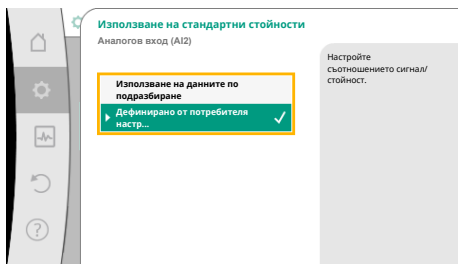 Използване на стандартни стойности
Аналогов вход (AI2)
Настройте
съотношението сигнал/
стойност.
Използване на данните по
подразбиране
Дефинирано от потребителя
настр...
?